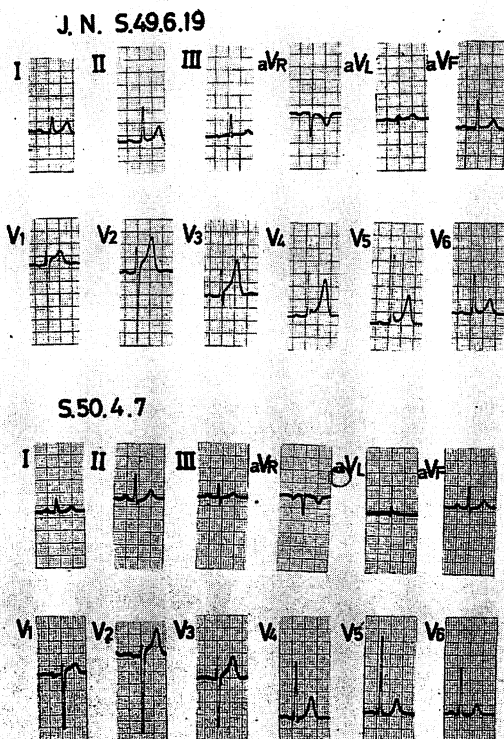 J. N. S.49.6.19
I II III aVR aVL aVF
V1 V2 V3 V4 V5 V6
S.50.4.7
I II III aVR aVL aVF
V1 V2 V3 V4 V5 V6